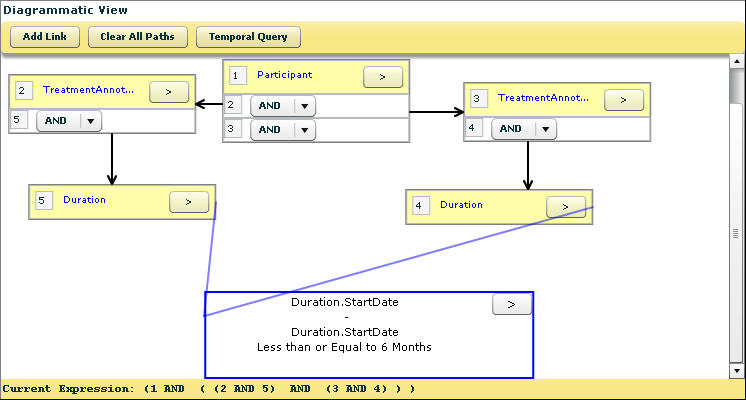 Diagrammatic View
Add Link Clear All Paths Temporal Query
1 Participant >
2 AND
3 AND
2 TreatmentAnnot... >
5 AND
3 TreatmentAnnot... >
4 AND
5 Duration >
4 Duration >
Duration.StartDate >
-
Duration.StartDate
Less than or Equal to 6 Months
Current Expression: (1 AND ( (2 AND 5) AND (3 AND 4) ) )